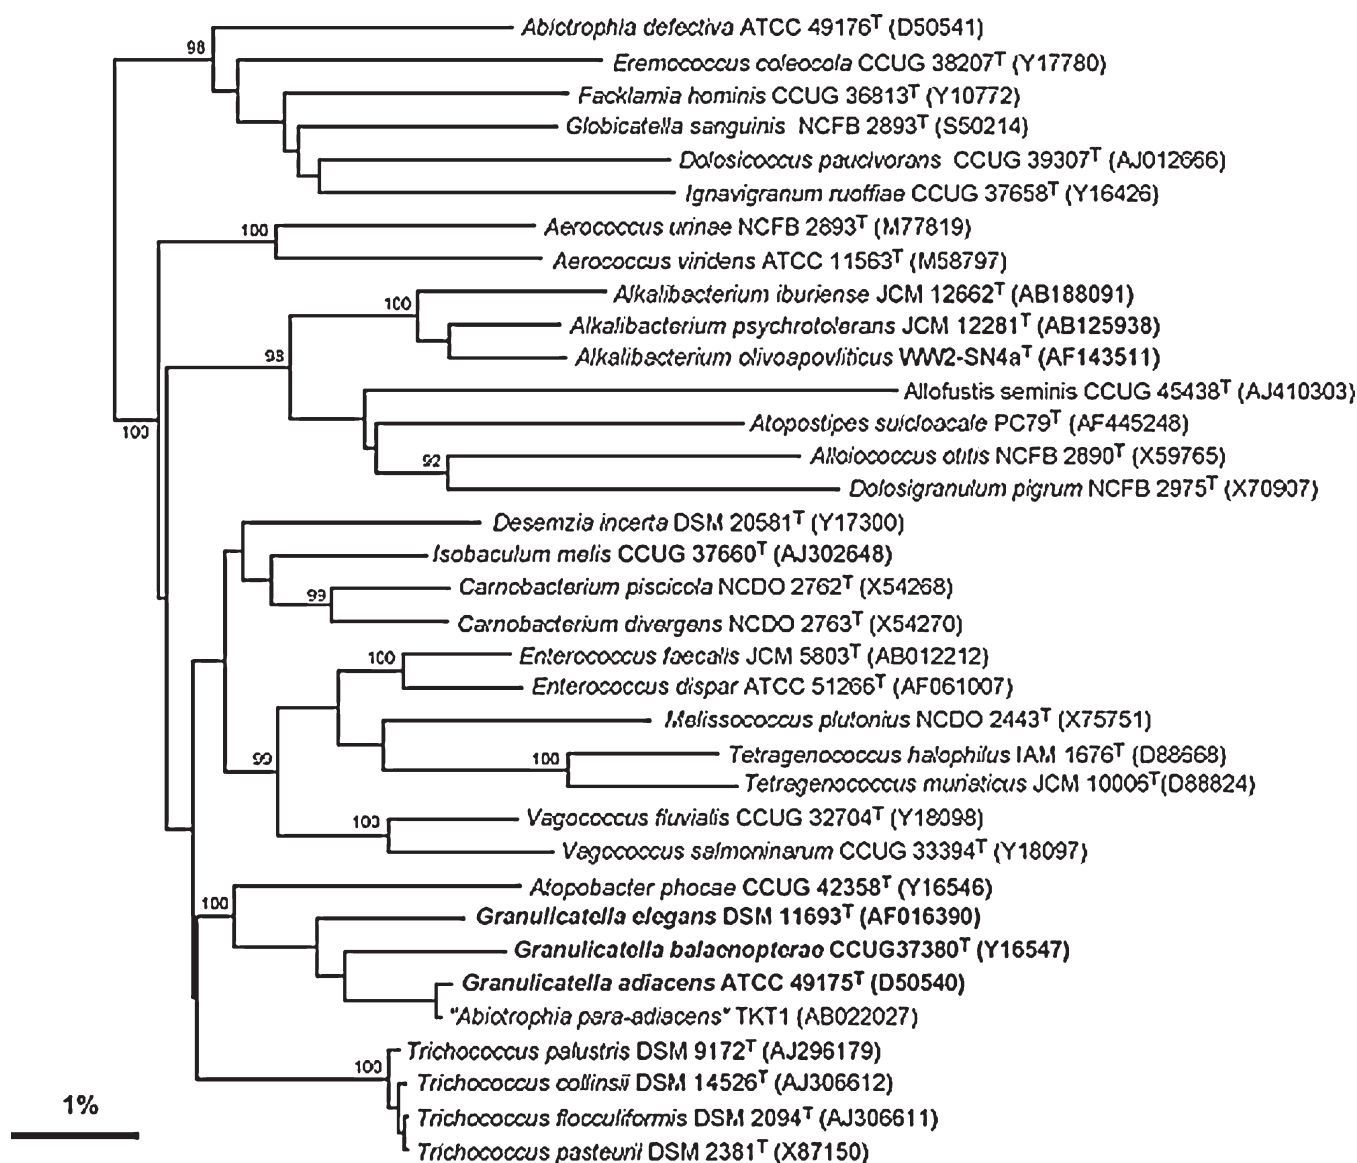 98
Abiotrophia defectiva ATCC 49176T (D50541)
Eremococcus coleocola CCUG 38207T (Y17780)
Facklamia hominis CCUG 36813T (Y10772)
Globicatella sanguinis NCFB 2893T (S50214)
Dolosicoccus paucivorans CCUG 39307T (AJ012666)
Ignavigranum ruoffiae CCUG 37658T (Y16426)
100
Aerococcus urinae NCFB 2893T (M77819)
Aerococcus viridens ATCC 11563T (M58797)
Alkalibacterium iburiense JCM 12662T (AB188091)
100
Alkalibacterium psychrotolerans JCM 12281T (AB125938)
98
Alkalibacterium olivoapovliticus WW2-SN4aT (AF143511)
Allofustis seminis CCUG 45438T (AJ410303)
100
Atopostipes suicloacale PC79T (AF445248)
92
Alloiococcus otitis NCFB 2890T (X59765)
Dolosigranulum pigrum NCFB 2975T (X70907)
Desemzia incerta DSM 20581T (Y17300)
Isobaculum melis CCUG 37660T (AJ302648)
99
Carnobacterium piscicola NCDO 2762T (X54268)
Carnobacterium divergens NCDO 2763T (X54270)
100
Enterococcus faecalis JCM 5803T (AB012212)
Enterococcus dispar ATCC 51266T (AF061007)
Melissococcus plutonius NCDO 2443T (X75751)
99
100
Tetragenococcus halophilus IAM 1676T (D88668)
Tetragenococcus muriaticus JCM 10006T(D88824)
100
Vagococcus fluvialis CCUG 32704T (Y18098)
Vagococcus salmoninarum CCUG 33394T (Y18097)
Atopobacter phocae CCUG 42358T (Y16546)
100
Granulicatella elegans DSM 11693T (AF016390)
Granulicatella balaenopterae CCUG37380T (Y16547)
Granulicatella adiacens ATCC 49175T (D50540)
"Abiotrophia para-adiacens" TKT1 (AB022027)
Trichococcus palustris DSM 9172T (AJ296179)
100
Trichococcus collinsii DSM 14526T (AJ306612)
1%
Trichococcus flocculiformis DSM 2094T (AJ306611)
Trichococcus pasteurii DSM 2381T (X87150)